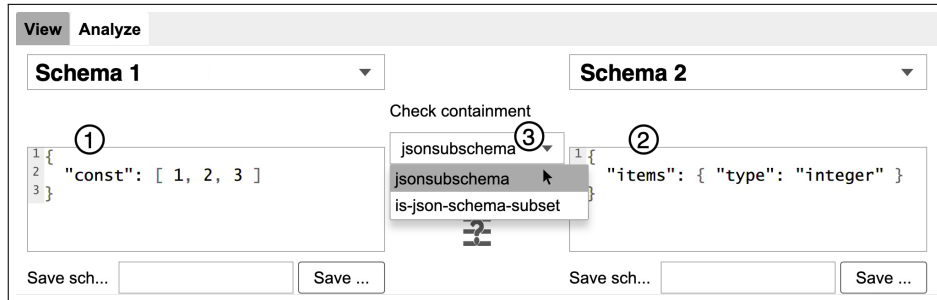 View Analyze
Schema 1
Schema 2
Check containment
①
③
②
jsonsubschema
1 {
2 "const": [ 1, 2, 3 ]
3 }
1 {
"items": { "type": "integer" }
}
jsonsubschema
is-json-schema-subset
?
Save sch... Save ...
Save sch... Save ...